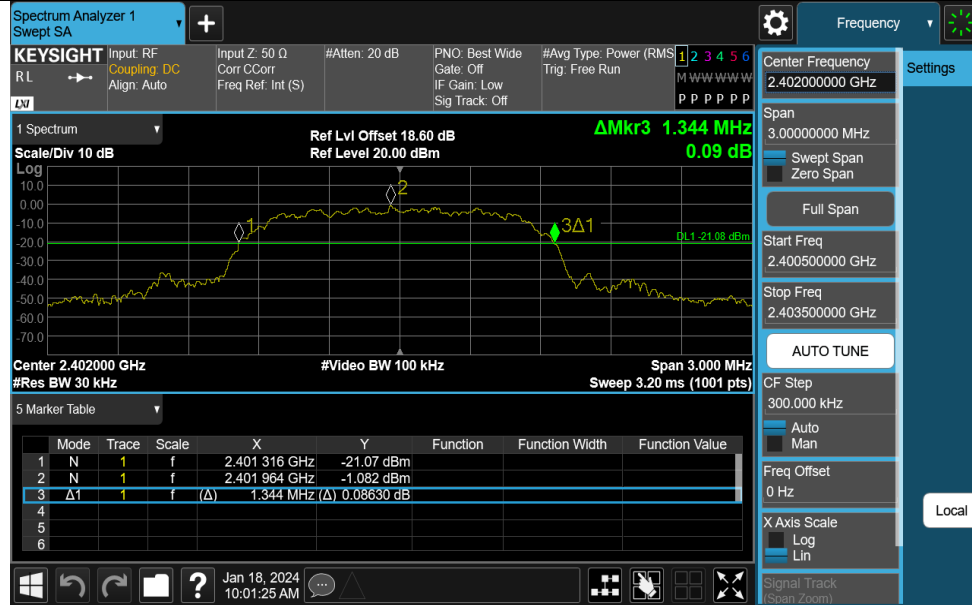 Spectrum Analyzer 1
Swept SA
+
Frequency
KEYSIGHT
RL
LXI
Input: RF
Coupling: DC
Align: Auto
Input Z: 50 Ω
Corr CCorr
Freq Ref: Int (S)
#Atten: 20 dB
PNO: Best Wide
Gate: Off
IF Gain: Low
Sig Track: Off
#Avg Type: Power (RMS
Trig: Free Run
1 2 3 4 5 6
M W W W W W
P P P P P P
1 Spectrum
Scale/Div 10 dB
Ref Lvl Offset 18.60 dB
Ref Level 20.00 dBm
ΔMkr3 1.344 MHz
0.09 dB
Log
10.0
0.00
-10.0
-20.0
-30.0
-40.0
-50.0
-60.0
-70.0
1
2
3Δ1
DL1 -21.08 dBm
Center 2.402000 GHz
#Video BW 100 kHz
Span 3.000 MHz
#Res BW 30 kHz
Sweep 3.20 ms (1001 pts)
5 Marker Table
Mode Trace Scale X Y Function Function Width Function Value
1 N 1 f 2.401 316 GHz -21.07 dBm
2 N 1 f 2.401 964 GHz -1.082 dBm
3 Δ1 1 f (Δ) 1.344 MHz (Δ) 0.08630 dB
4
5
6
?
Jan 18, 2024
10:01:25 AM
Center Frequency
2.402000000 GHz
Span
3.00000000 MHz
Swept Span
Zero Span
Full Span
Start Freq
2.400500000 GHz
Stop Freq
2.403500000 GHz
AUTO TUNE
CF Step
300.000 kHz
Auto
Man
Freq Offset
0 Hz
X Axis Scale
Log
Lin
Signal Track
(Span Zoom)
Settings
Local